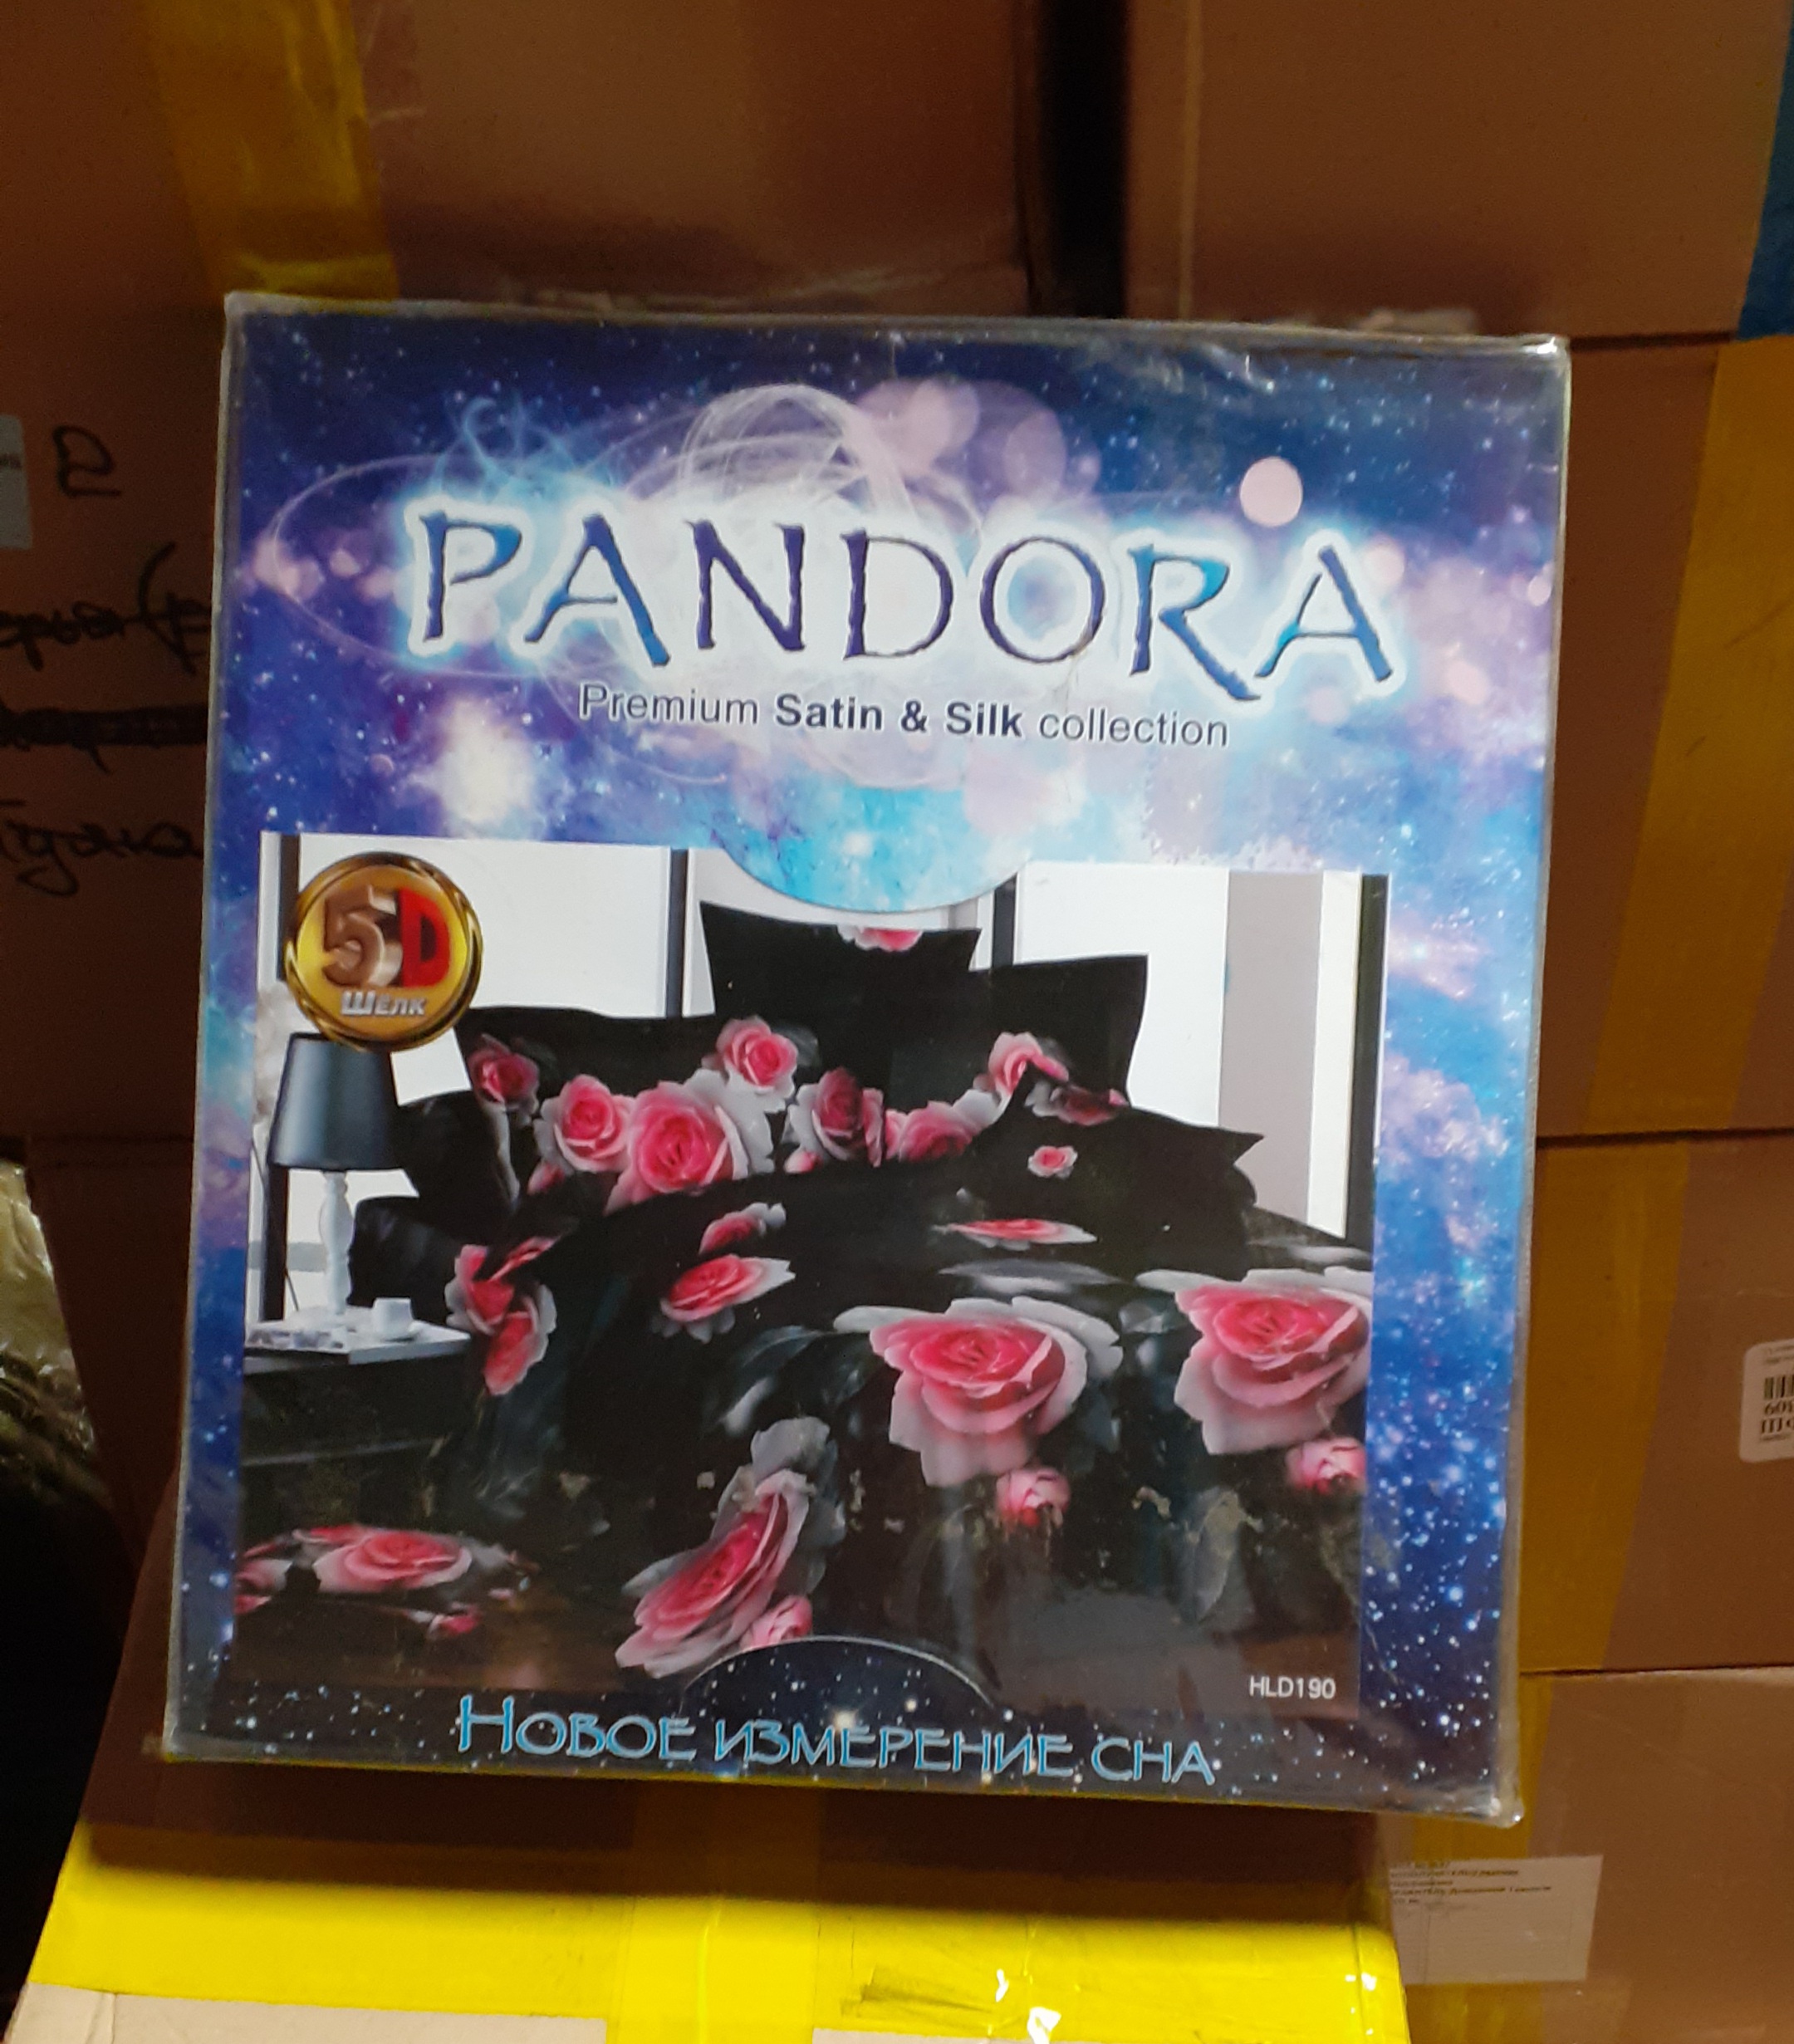 PANDORA
Premium Satin & Silk collection
5D
ШЕЛК
HLD190
НОВОЕ ИЗМЕРЕНИЕ СНА